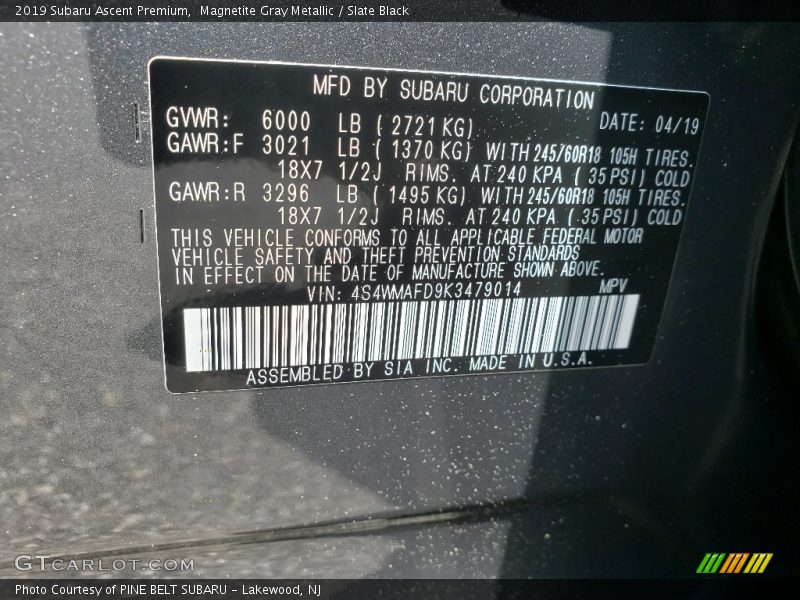 2019 Subaru Ascent Premium,  Magnetite Gray Metallic / Slate Black
MFD BY SUBARU CORPORATION
GVWR: 6000 LB ( 2721 KG) DATE: 04/19
GAWR:F 3021 LB ( 1370 KG) WITH 245/60R18 105H TIRES.
18X7 1/2J RIMS. AT 240 KPA ( 35 PSI) COLD
GAWR:R 3296 LB ( 1495 KG) WITH 245/60R18 105H TIRES.
18X7 1/2J RIMS. AT 240 KPA ( 35 PSI) COLD
THIS VEHICLE CONFORMS TO ALL APPLICABLE FEDERAL MOTOR
VEHICLE SAFETY AND THEFT PREVENTION STANDARDS
IN EFFECT ON THE DATE OF MANUFACTURE SHOWN ABOVE.
VIN: 4S4WMAFD9K3479014 MPV
ASSEMBLED BY SIA INC. MADE IN U.S.A.
GTCARLOT.COM
Photo Courtesy of PINE BELT SUBARU - Lakewood, NJ